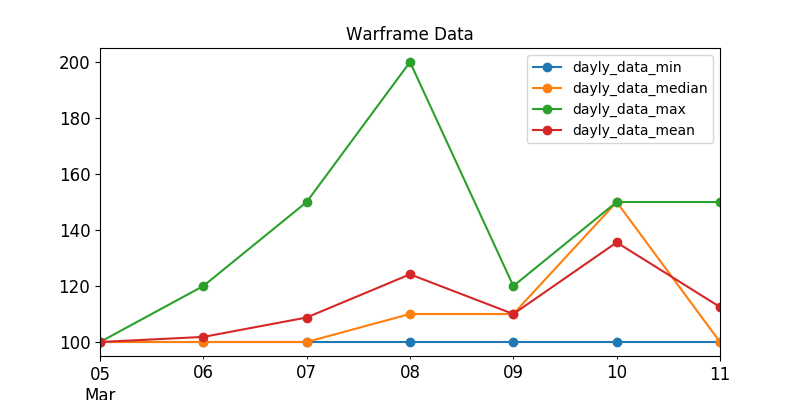 Warframe Data
200
180
160
140
120
100
dayly_data_min
dayly_data_median
dayly_data_max
dayly_data_mean
05 06 07 08 09 10 11
Mar